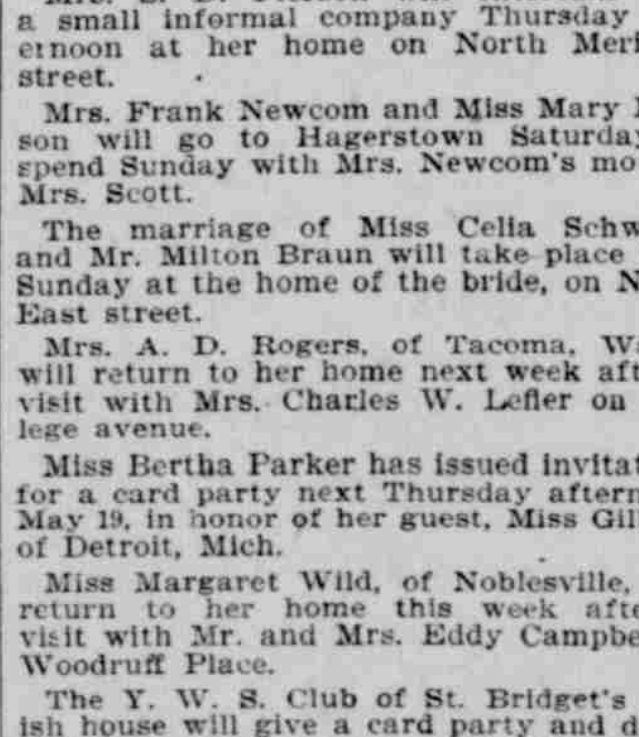 a small informal company Thursday
ernoon at her home on North Meri
street.
Mrs. Frank Newcom and Miss Mary
son will go to Hagerstown Saturday
spend Sunday with Mrs. Newcom's mo
Mrs. Scott.
The marriage of Miss Celia Schw
and Mr. Milton Braun will take place
Sunday at the home of the bride, on N
East street.
Mrs. A. D. Rogers, of Tacoma, Wa
will return to her home next week aft
visit with Mrs. Charles W. Lefler on
lege avenue.
Miss Bertha Parker has issued invitat
for a card party next Thursday aftern
May 19, in honor of her guest, Miss Gil
of Detroit, Mich.
Miss Margaret Wild, of Noblesville,
return to her home this week afte
visit with Mr. and Mrs. Eddy Campbe
Woodruff Place.
The Y. W. S. Club of St. Bridget's
ish house will give a card party and d